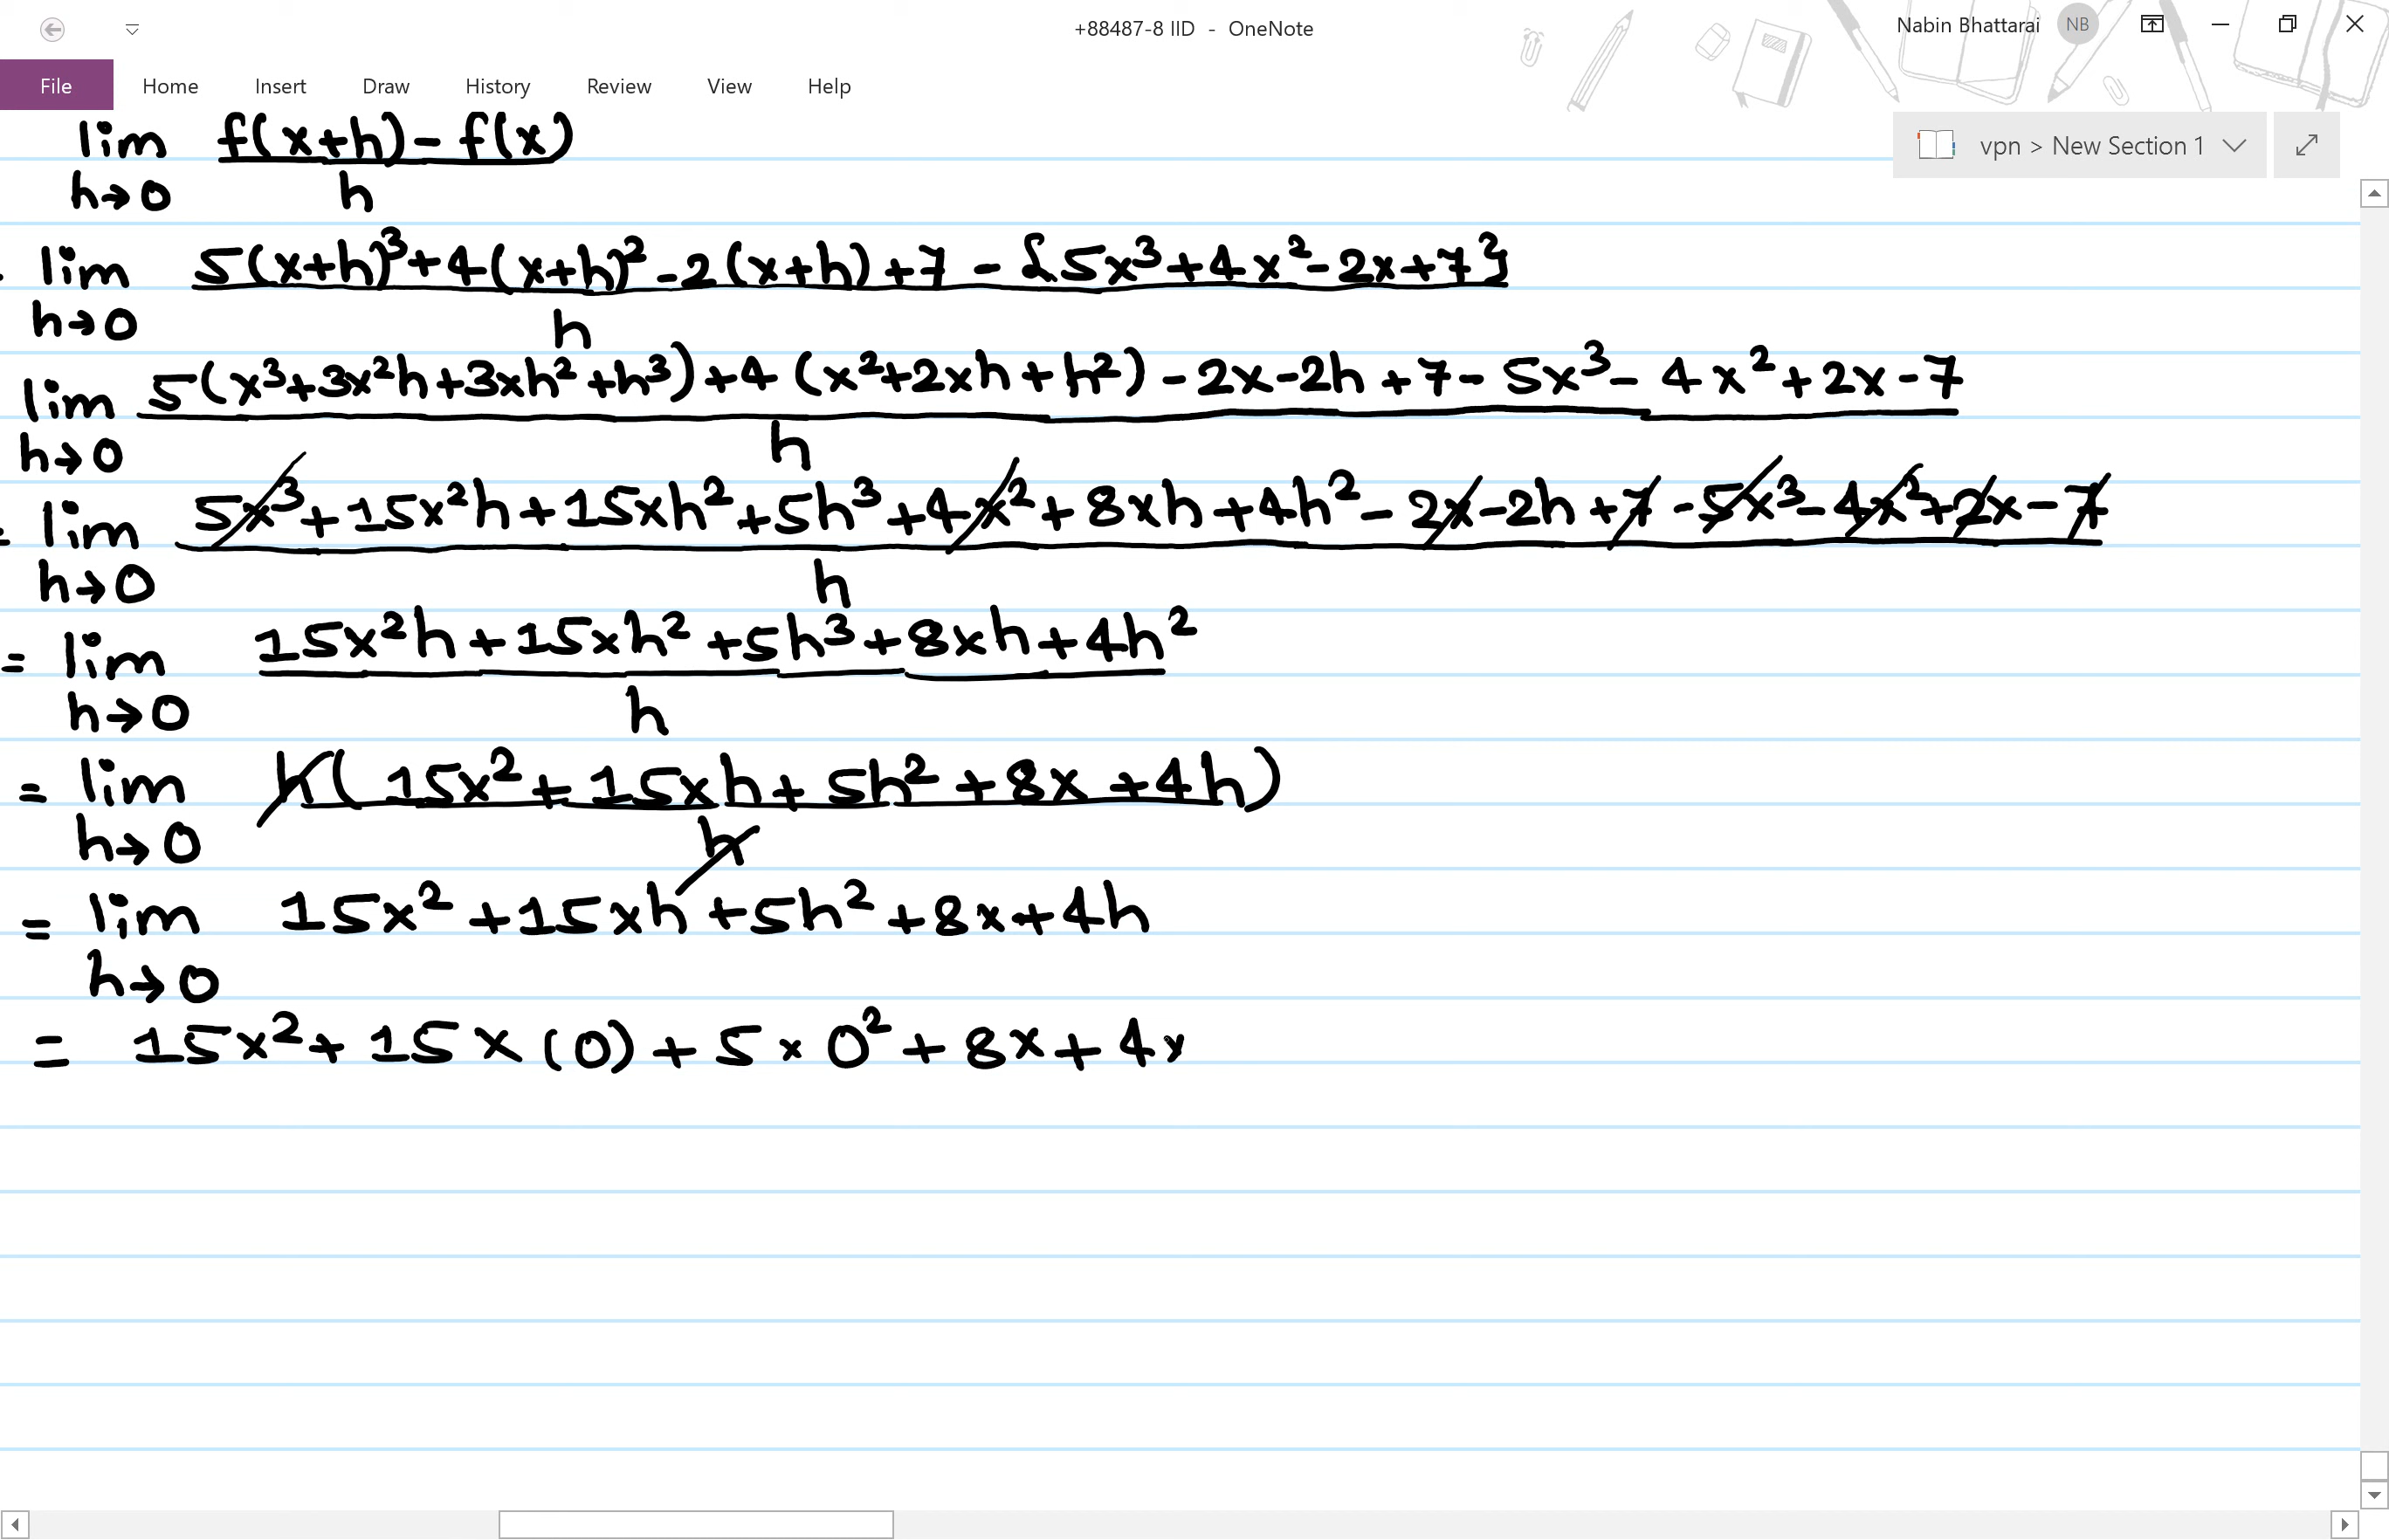 +88487-8 IID - OneNote
Nabin Bhattarai NB
File Home Insert Draw History Review View Help
vpn > New Section 1
lim f(x+h) - f(x)
h→0 h
lim 5(x+h)³+4(x+h)²-2(x+h)+7 - {5x³+4x²-2x+7}
h→0 h
lim 5(x³+3x²h+3xh²+h³)+4(x²+2xh+h²)-2x-2h+7-5x³-4x²+2x-7
h→0 h
= lim 5x³+15x²h+15xh²+5h³+4x²+8xh+4h²-2x-2h+7-5x³-4x²+2x-7
h→0 h
= lim 15x²h+15xh²+5h³+8xh+4h²
h→0 h
= lim h(15x²+15xh+5h²+8x+4h)
h→0 h
= lim 15x²+15xh+5h²+8x+4h
h→0
= 15x²+15x(0)+5×0²+8x+4×